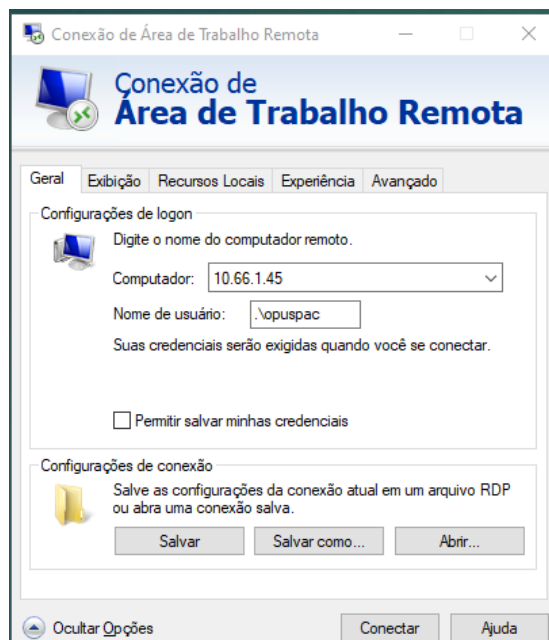 Conexão de Área de Trabalho Remota
Conexão de
Área de Trabalho Remota
Geral Exibição Recursos Locais Experiência Avançado
Configurações de logon
Digite o nome do computador remoto.
Computador: 10.66.1.45
Nome de usuário: .\opuspac
Suas credenciais serão exigidas quando você se conectar.
Permitir salvar minhas credenciais
Configurações de conexão
Salve as configurações da conexão atual em um arquivo RDP
ou abra uma conexão salva.
Salvar Salvar como... Abrir...
Ocultar Opções Conectar Ajuda